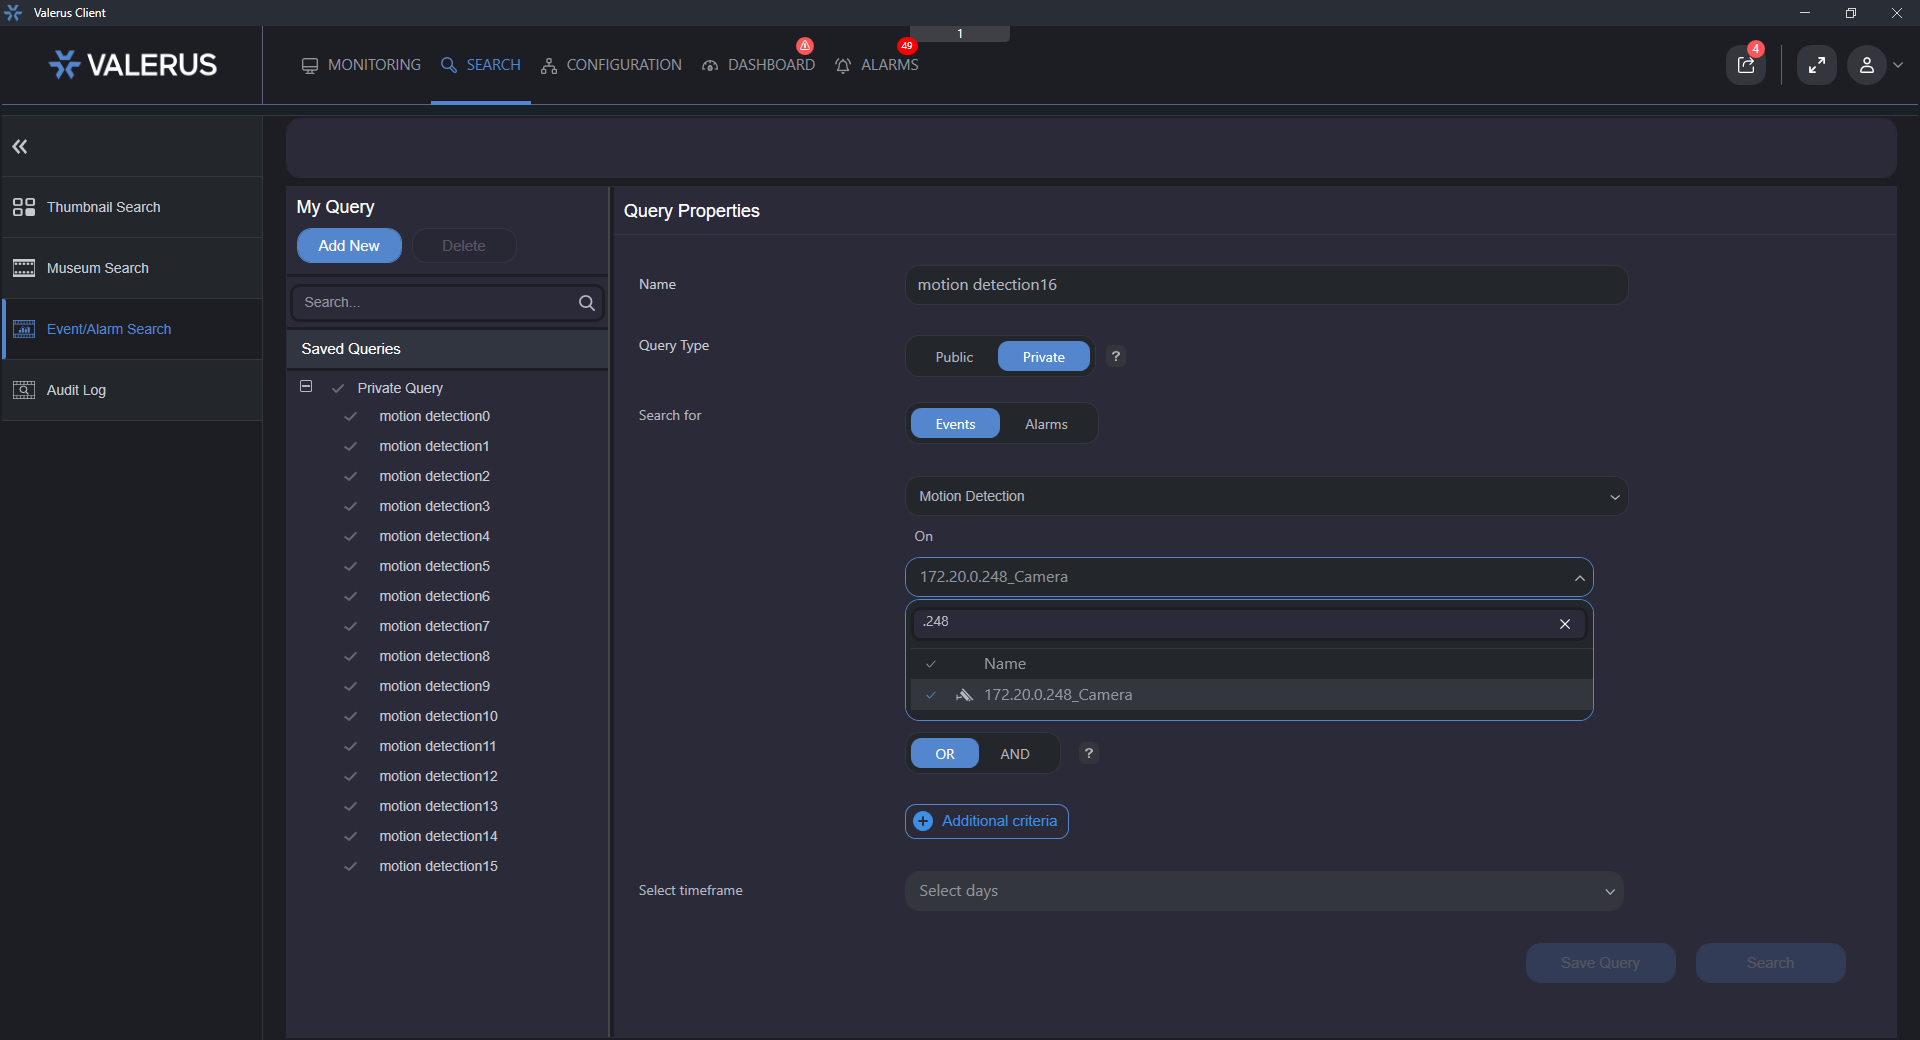 Valerus Client
1
VALERUS
MONITORING
SEARCH
CONFIGURATION
DASHBOARD
49
ALARMS
4
Thumbnail Search
Museum Search
Event/Alarm Search
Audit Log
My Query
Add New
Delete
Search...
Saved Queries
Private Query
motion detection0
motion detection1
motion detection2
motion detection3
motion detection4
motion detection5
motion detection6
motion detection7
motion detection8
motion detection9
motion detection10
motion detection11
motion detection12
motion detection13
motion detection14
motion detection15
Query Properties
Name
motion detection16
Query Type
Public
Private
?
Search for
Events
Alarms
Motion Detection
On
172.20.0.248_Camera
.248
Name
172.20.0.248_Camera
OR
AND
?
Additional criteria
Select timeframe
Select days
Save Query
Search